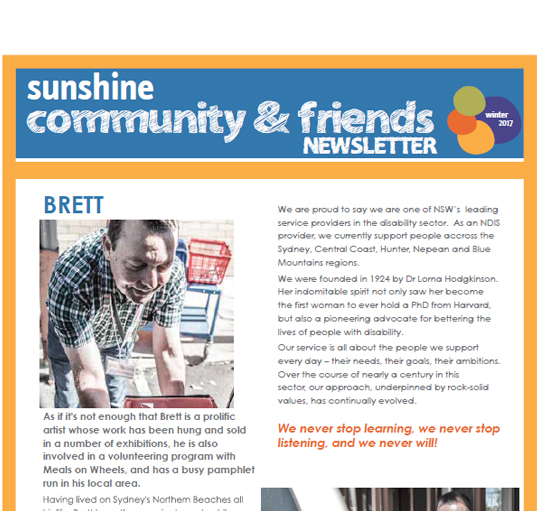 sunshine
community & friends
NEWSLETTER
winter
2017
BRETT
As if it's not enough that Brett is a prolific
artist whose work has been hung and sold
in a number of exhibitions, he is also
involved in a volunteering program with
Meals on Wheels, and has a busy pamphlet
run in his local area.
Having lived on Sydney's Northern Beaches all
We are proud to say we are one of NSW's leading
service providers in the disability sector. As an NDIS
provider, we currently support people accross the
Sydney, Central Coast, Hunter, Nepean and Blue
Mountains regions.
We were founded in 1924 by Dr Lorna Hodgkinson.
Her indomitable spirit not only saw her become
the first woman to ever hold a PhD from Harvard,
but also a pioneering advocate for bettering the
lives of people with disability.
Our service is all about the people we support
every day – their needs, their goals, their ambitions.
Over the course of nearly a century in this
sector, our approach, underpinned by rock-solid
values, has continually evolved.
We never stop learning, we never stop
listening, and we never will!